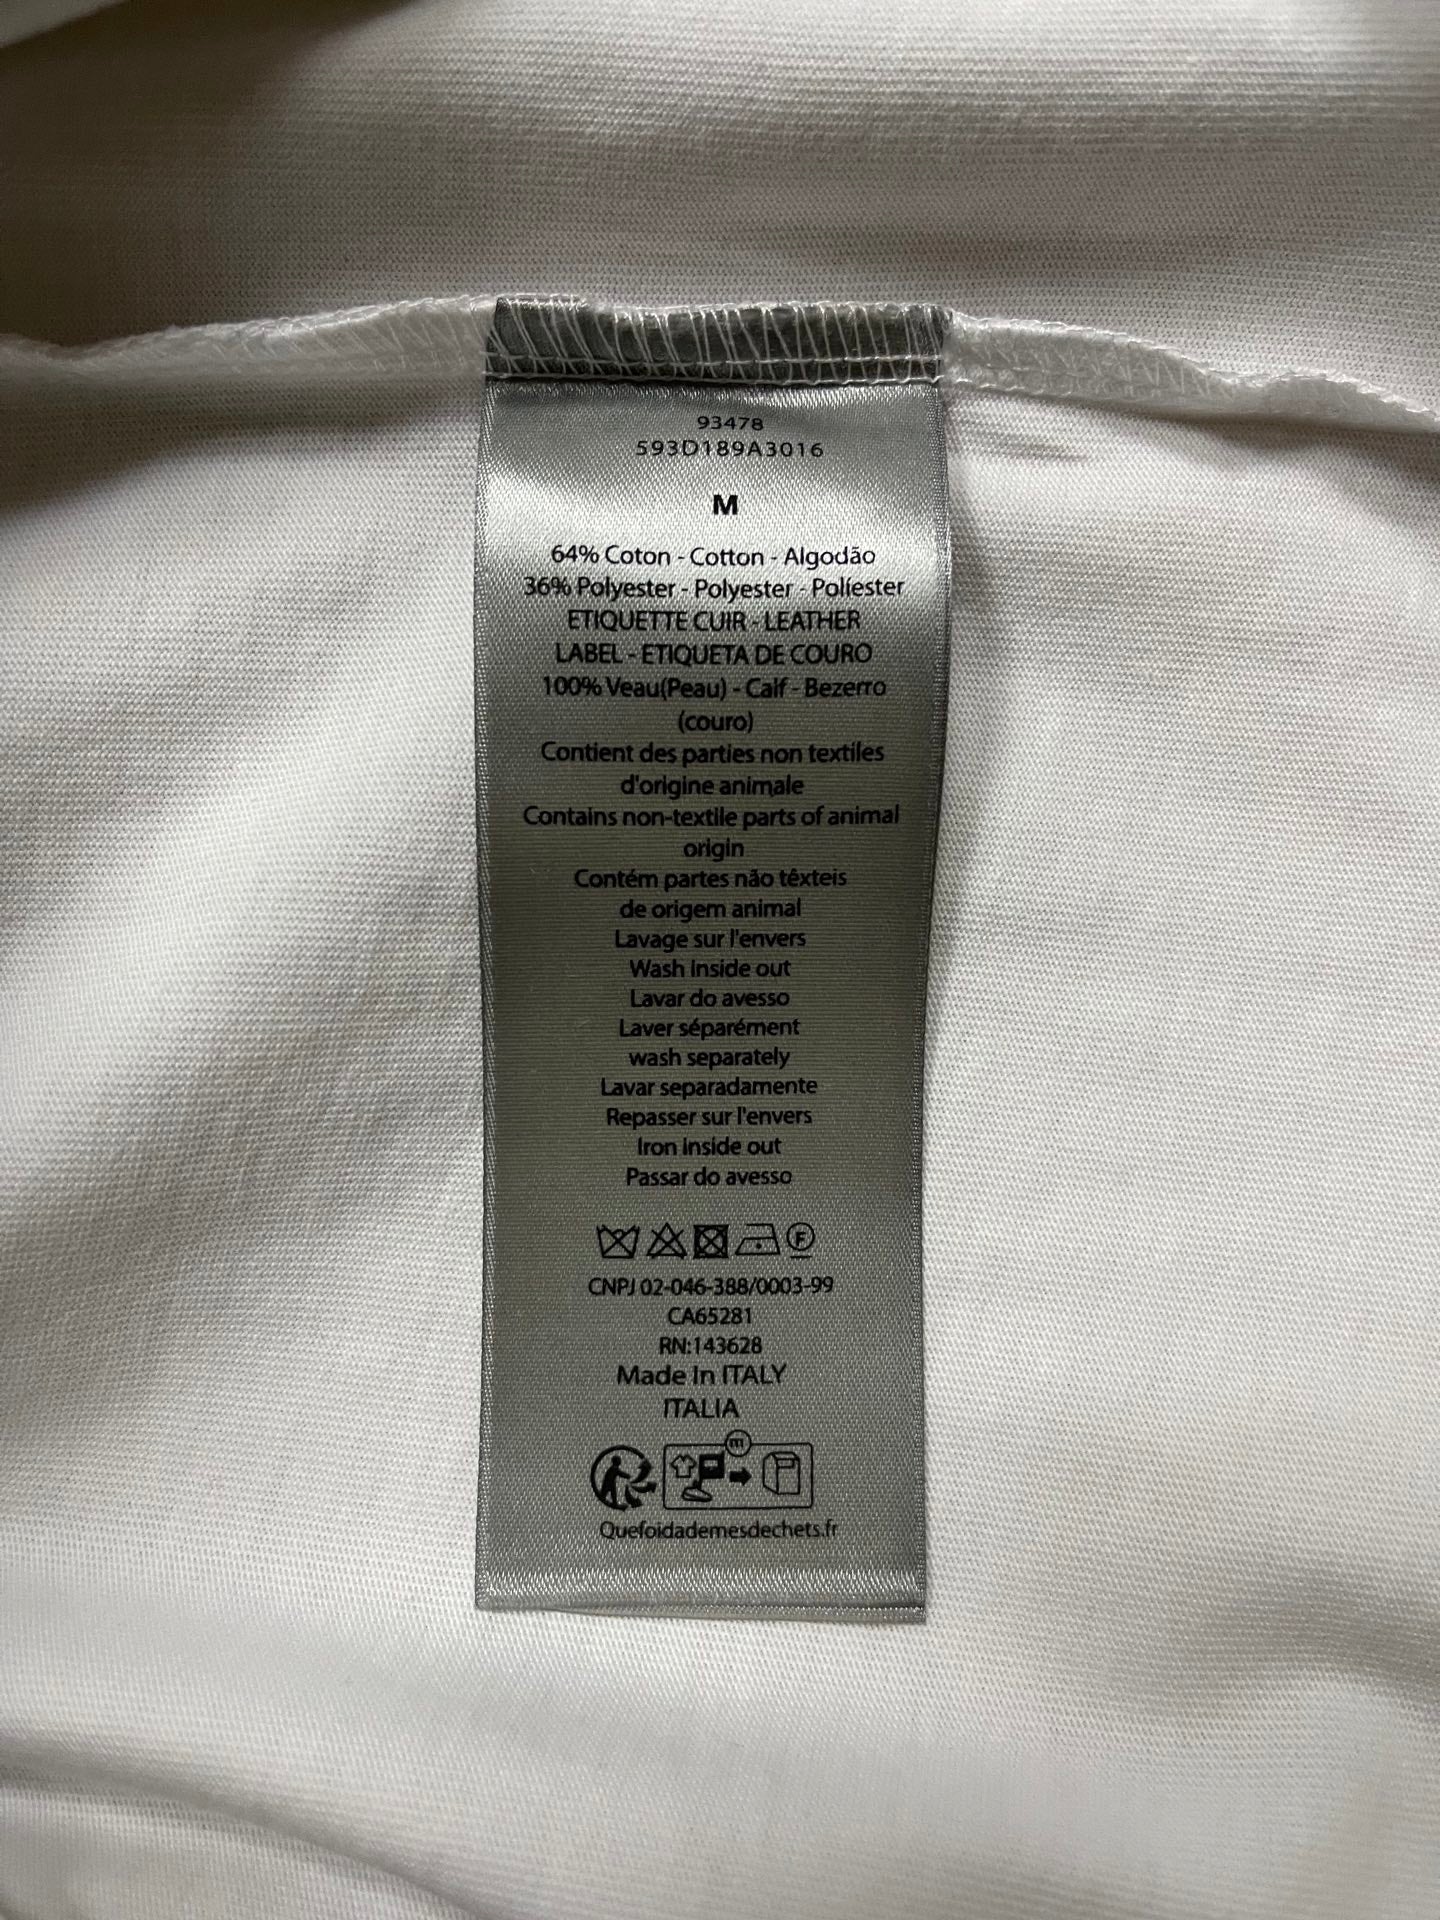 93478
593D189A3016
M
64% Coton - Cotton - Algodão
36% Polyester - Polyester - Políester
ETIQUETTE CUIR - LEATHER
LABEL - ETIQUETA DE COURO
100% Veau(Peau) - Calf - Bezerro
(couro)
Contient des parties non textiles
d'origine animale
Contains non-textile parts of animal
origin
Contém partes não têxteis
de origem animal
Lavage sur l'envers
Wash inside out
Lavar do avesso
Laver séparément
wash separately
Lavar separadamente
Repasser sur l'envers
Iron inside out
Passar do avesso
F
CNPJ 02-046-388/0003-99
CA65281
RN:143628
Made in ITALY
ITALIA
m
Quefoidademesdechets.fr